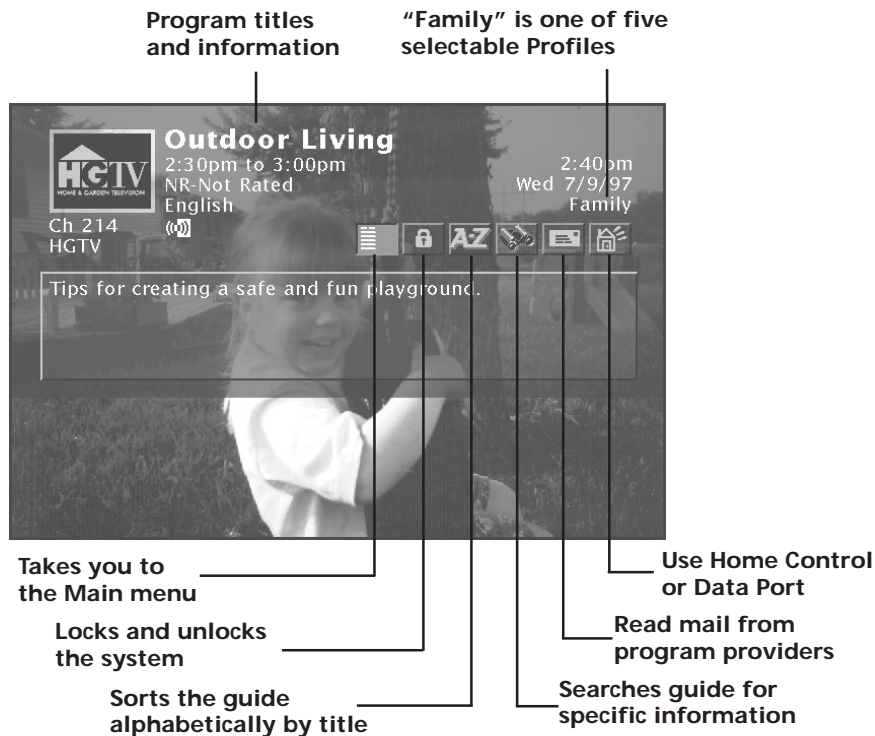 Program titles
and information
“Family” is one of five
selectable Profiles
HGTV
HOME & GARDEN TELEVISION
Outdoor Living
2:30pm to 3:00pm
NR-Not Rated
English
2:40pm
Wed 7/9/97
Family
Ch 214
HGTV
A-Z
Tips for creating a safe and fun playground.
Takes you to
the Main menu
Locks and unlocks
the system
Sorts the guide
alphabetically by title
Use Home Control
or Data Port
Read mail from
program providers
Searches guide for
specific information